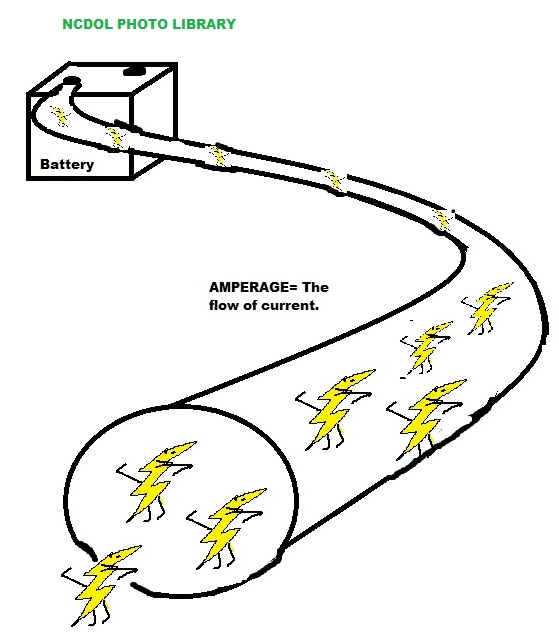 NCDOL PHOTO LIBRARY
Battery
AMPERAGE= The
flow of current.